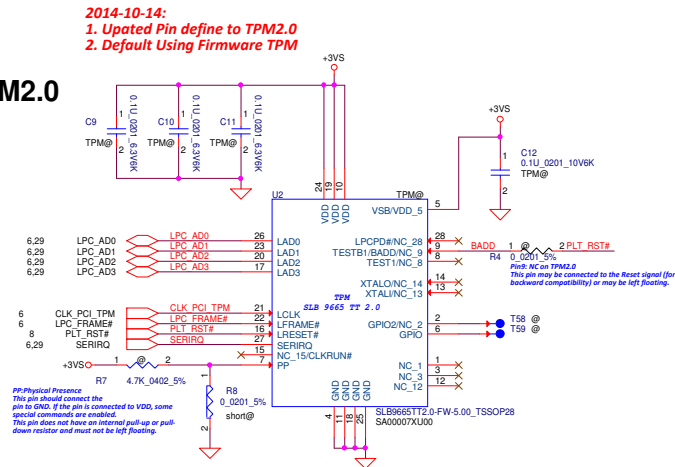 2014-10-14:
1. Upated Pin define to TPM2.0
2. Default Using Firmware TPM
M2.0
+3VS
+3VS
C9
1
2
TPM@
0.1U_0201_6.3V6K
C10
1
2
TPM@
0.1U_0201_6.3V6K
C11
1
2
TPM@
0.1U_0201_6.3V6K
1
2
C12
0.1U_0201_10V6K
TPM@
U2
TPM@
24
19
10
VDD
VDD
VDD
VSB/VDD_5
5
6,29
LPC_AD0
LPC_AD0
26
LAD0
6,29
LPC_AD1
LPC_AD1
23
LAD1
6,29
LPC_AD2
LPC_AD2
20
LAD2
6,29
LPC_AD3
LPC_AD3
17
LAD3
LPCPD#/NC_28
28
TESTB1/BADD/NC_9
9
BADD
1
@
2
PLT_RST#
R4
0_0201_5%
TEST1/NC_8
8
Pin9: NC on TPM2.0
This pin may be connected to the Reset signal (for
backward compatibility) or may be left floating.
XTALO/NC_14
14
XTALI/NC_13
13
TPM
SLB 9665 TT 2.0
6
CLK_PCI_TPM
CLK_PCI_TPM
21
LCLK
6
LPC_FRAME#
LPC_FRAME#
22
LFRAME#
8
PLT_RST#
PLT_RST#
16
LRESET#
6,29
SERIRQ
SERIRQ
27
SERIRQ
15
NC_15/CLKRUN#
7
PP
GPIO2/NC_2
2
T58 @
GPIO
6
T59 @
NC_1
1
NC_3
3
NC_12
12
+3VS
1
@
2
R7
4.7K_0402_5%
1
R8
0_0201_5%
short@
2
GND
GND
GND
GND
4
11
18
25
SLB9665TT2.0-FW-5.00_TSSOP28
SA00007XU00
PP:Physical Presence
This pin should connect the
pin to GND. If the pin is connected to VDD, some
special commands are enabled.
This pin does not have an internal pull-up or pull-
down resistor and must not be left floating.